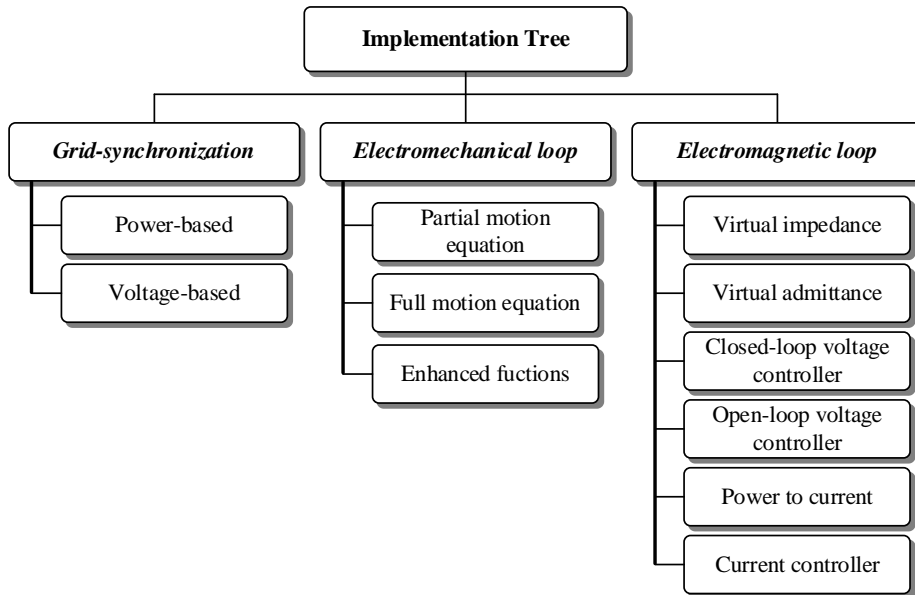 Implementation Tree
Grid-synchronization
Power-based
Voltage-based
Electromechanical loop
Partial motion
equation
Full motion equation
Enhanced fuctions
Electromagnetic loop
Virtual impedance
Virtual admittance
Closed-loop voltage
controller
Open-loop voltage
controller
Power to current
Current controller